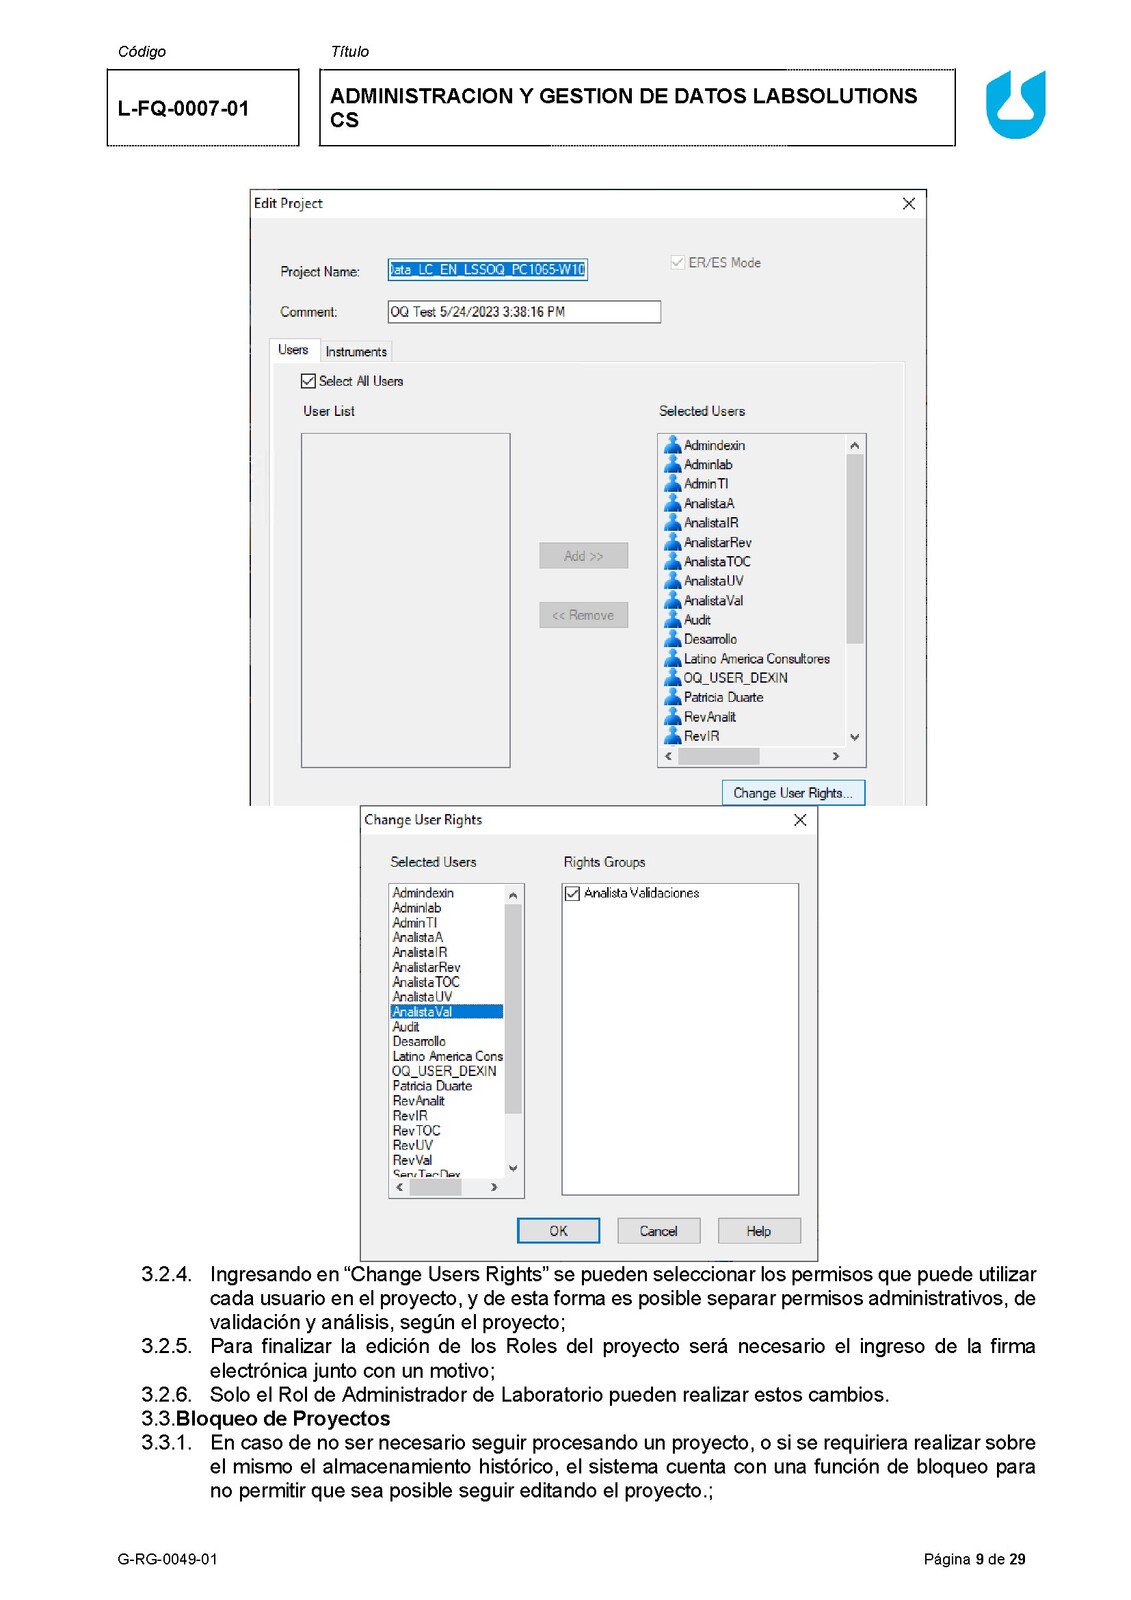 Código
Título
L-FQ-0007-01
ADMINISTRACION Y GESTION DE DATOS LABSOLUTIONS
CS
Edit Project
Project Name:
Data_LC_EN_LSSOQ_PC1065-W10
ER/ES Mode
Comment:
OQ Test 5/24/2023 3:38:16 PM
Users
Instruments
Select All Users
User List
Selected Users
Admindexin
Adminlab
AdminTI
AnalistaA
AnalistaIR
AnalistarRev
AnalistaTOC
AnalistaUV
AnalistaVal
Audit
Desarrollo
Latino America Consultores
OQ_USER_DEXIN
Patricia Duarte
RevAnalit
RevIR
Add >>
<< Remove
Change User Rights...
Change User Rights
Selected Users
Rights Groups
Admindexin
Adminlab
AdminTI
AnalistaA
AnalistaIR
AnalistarRev
AnalistaTOC
AnalistaUV
AnalistaVal
Audit
Desarrollo
Latino America Cons
OQ_USER_DEXIN
Patricia Duarte
RevAnalit
RevIR
RevTOC
RevUV
RevVal
ServTecDex
Analista Validaciones
OK
Cancel
Help
3.2.4. Ingresando en “Change Users Rights” se pueden seleccionar los permisos que puede utilizar
cada usuario en el proyecto, y de esta forma es posible separar permisos administrativos, de
validación y análisis, según el proyecto;
3.2.5. Para finalizar la edición de los Roles del proyecto será necesario el ingreso de la firma
electrónica junto con un motivo;
3.2.6. Solo el Rol de Administrador de Laboratorio pueden realizar estos cambios.
3.3.Bloqueo de Proyectos
3.3.1. En caso de no ser necesario seguir procesando un proyecto, o si se requiriera realizar sobre
el mismo el almacenamiento histórico, el sistema cuenta con una función de bloqueo para
no permitir que sea posible seguir editando el proyecto.;
G-RG-0049-01
Página 9 de 29